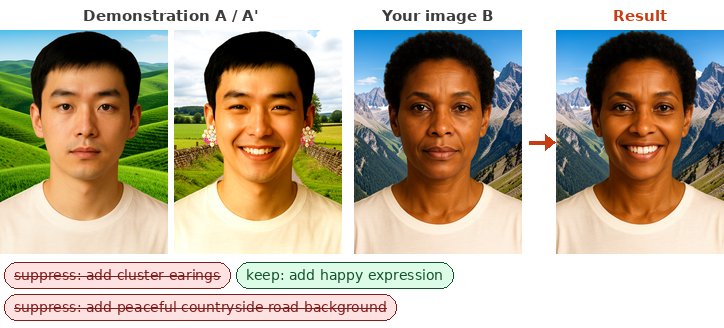 Demonstration A / A'
Your image B
Result
suppress: add cluster earings
keep: add happy expression
suppress: add peaceful countryside road background